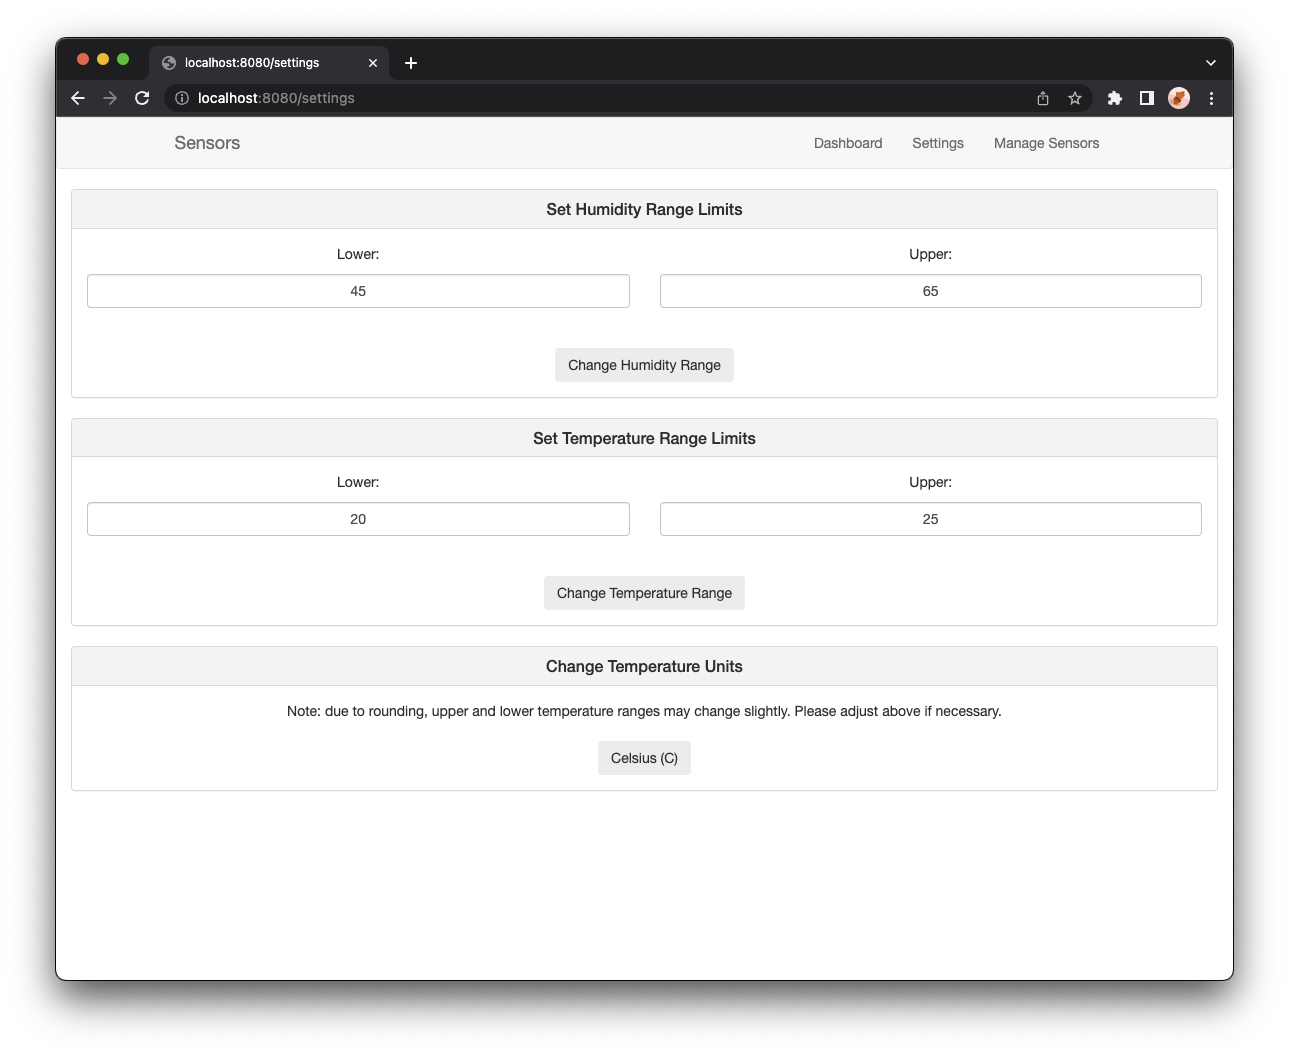 localhost:8080/settings
localhost:8080/settings
Sensors Dashboard Settings Manage Sensors
Set Humidity Range Limits
Lower: Upper:
45 65
Change Humidity Range
Set Temperature Range Limits
Lower: Upper:
20 25
Change Temperature Range
Change Temperature Units
Note: due to rounding, upper and lower temperature ranges may change slightly. Please adjust above if necessary.
Celsius (C)